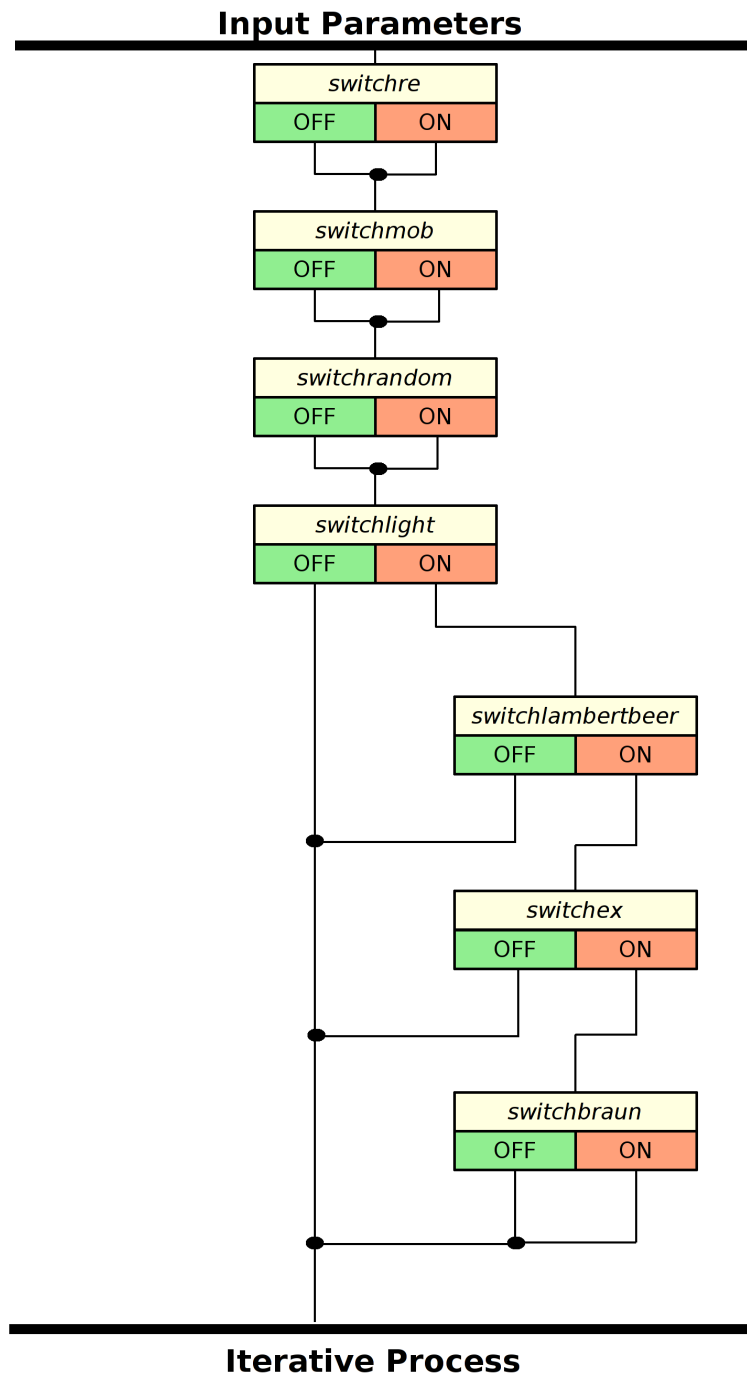 Input Parameters
switchre
OFF ON
switchmob
OFF ON
switchrandom
OFF ON
switchlight
OFF ON
switchlambertbeer
OFF ON
switchex
OFF ON
switchbraun
OFF ON
Iterative Process